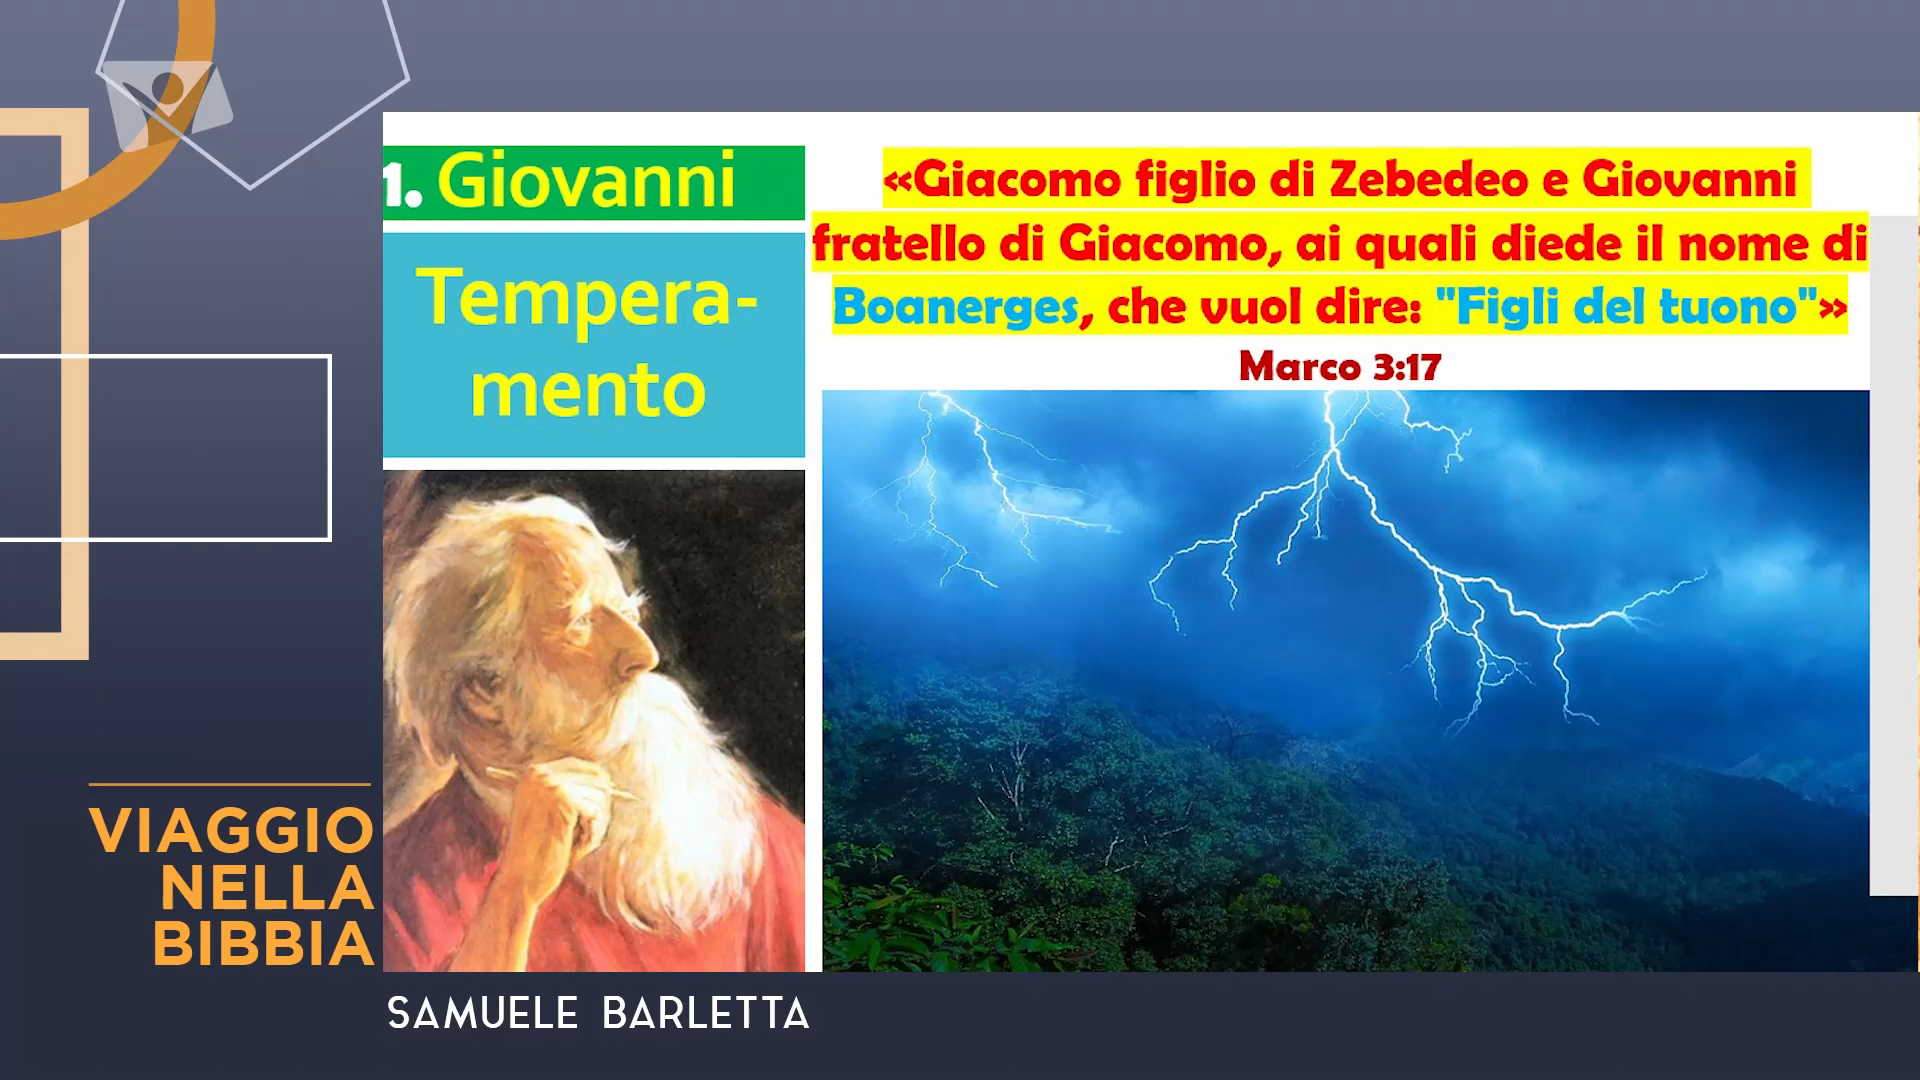 1. Giovanni
Tempera-
mento
«Giacomo figlio di Zebedeo e Giovanni
fratello di Giacomo, ai quali diede il nome di
Boanerges, che vuol dire: "Figli del tuono"»
Marco 3:17
VIAGGIO
NELLA
BIBBIA
SAMUELE BARLETTA